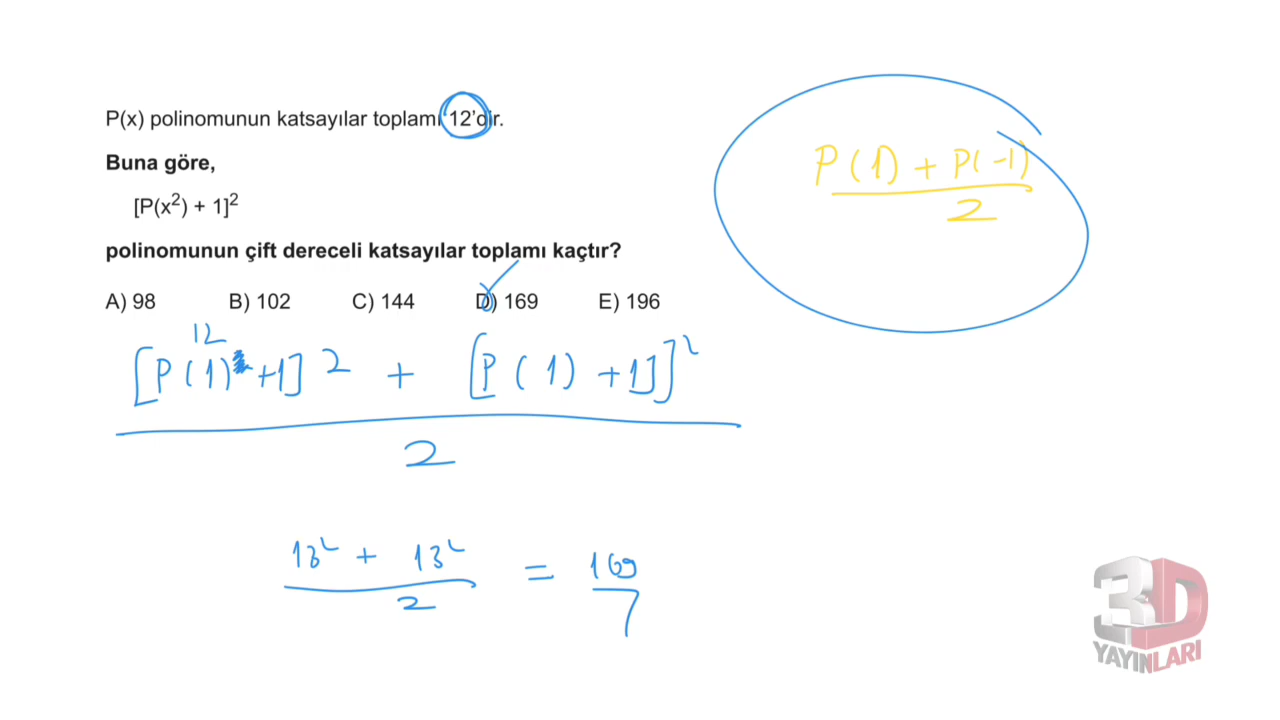 P(x) polinomunun katsayılar toplamı 12'dir.
Buna göre,
[P(x²) + 1]²
polinomunun çift dereceli katsayılar toplamı kaçtır?
A) 98 B) 102 C) 144 D) 169 E) 196
P(1) + P(-1)
2
12
[P(1) +1]² + [P(1) +1]]²
2
13² + 13² = 169
2
3D
YAYINLARI